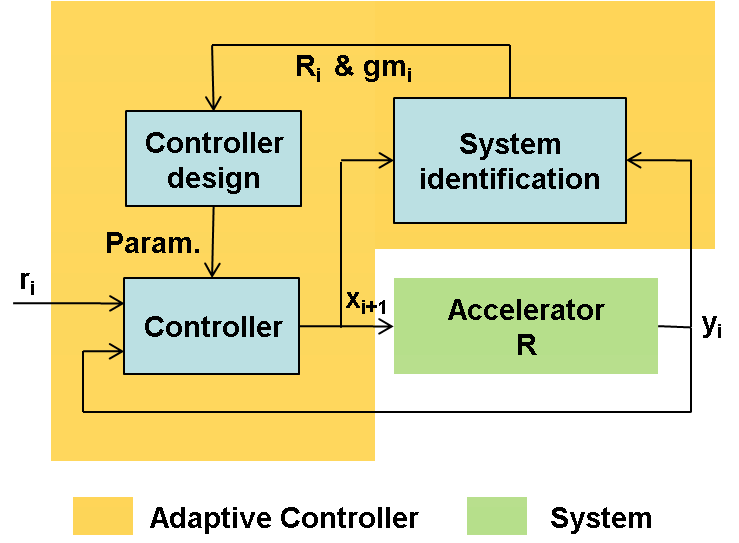 Rᵢ & gmᵢ
Controller
design
System
identification
Param.
rᵢ
Controller
xᵢ₊₁
Accelerator
R
yᵢ
Adaptive Controller
System